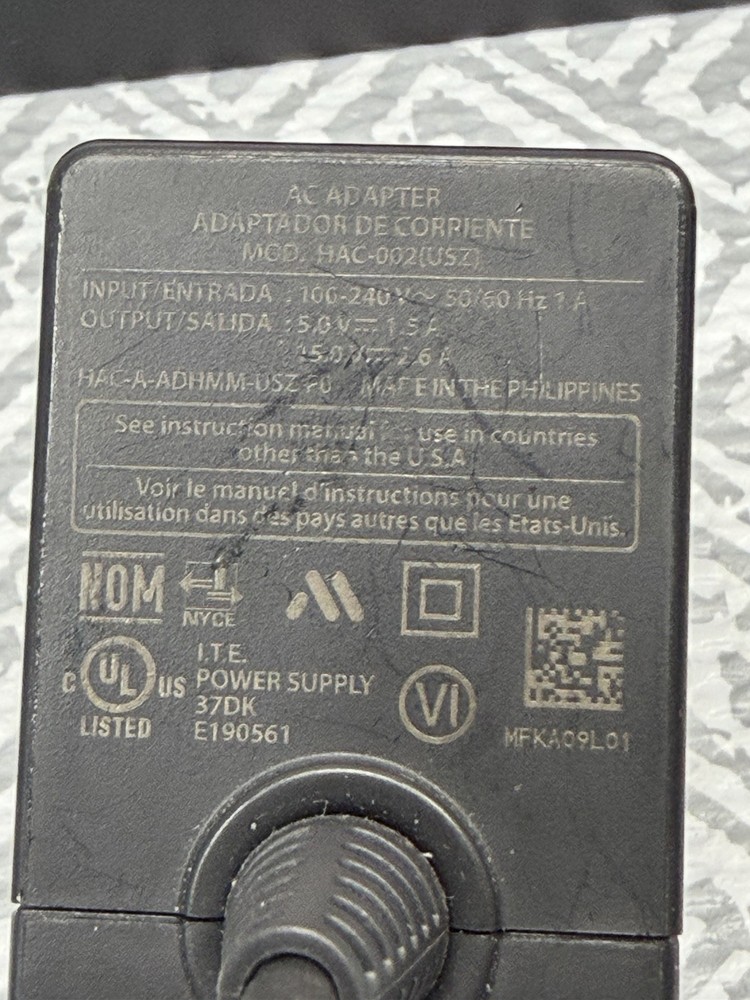 AC ADAPTER
ADAPTADOR DE CORRIENTE
MOD. HAC-002(USZ)
INPUT/ENTRADA : 100-240 V ~ 50/60 Hz 1 A
OUTPUT/SALIDA : 5.0 V⎓ 1.5 A
15.0 V⎓ 2.6 A
HAC-A-ADHMM-USZ-P0 MADE IN THE PHILIPPINES
See instruction manual for use in countries
other than the U.S.A
Voir le manuel d'instructions pour une
utilisation dans des pays autres que les Etats-Unis.
NOM
NYCE
C UL US
LISTED
I.T.E.
POWER SUPPLY
37DK
E190561
VI
MFKA09L01